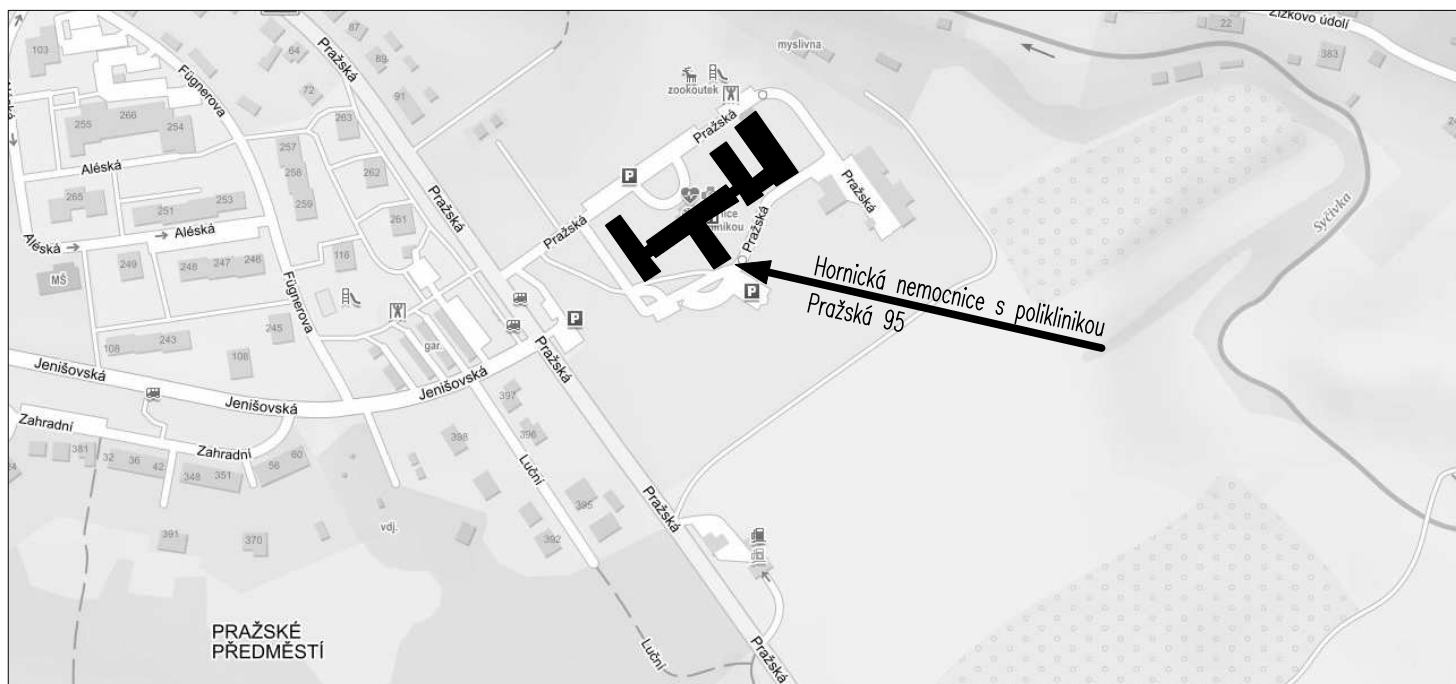 Žižkovo údolí
22
383
103
87
64
89
myslivna
Pražská
Fügnerova
72
91
zookoutek
255
266
254
263
Pražská
257
Aléská
258
262
265
259
P
Pražská
Pražská
251
253
261
Syčivka
Aléská
Aléská
Pražská
Pražská
116
249
248
247
246
MŠ
Fügnerova
P
Hornická nemocnice s poliklinikou
Pražská 95
245
P
108
243
gar.
108
Jenišovská
Jenišovská
Jenišovská
Pražská
397
Zahradní
398
396
Zahradní
381
32
36
42
348
351
56
60
Luční
395
Pražská
vdj.
391
370
392
PRAŽSKÉ
PŘEDMĚSTÍ
Luční
Pražská